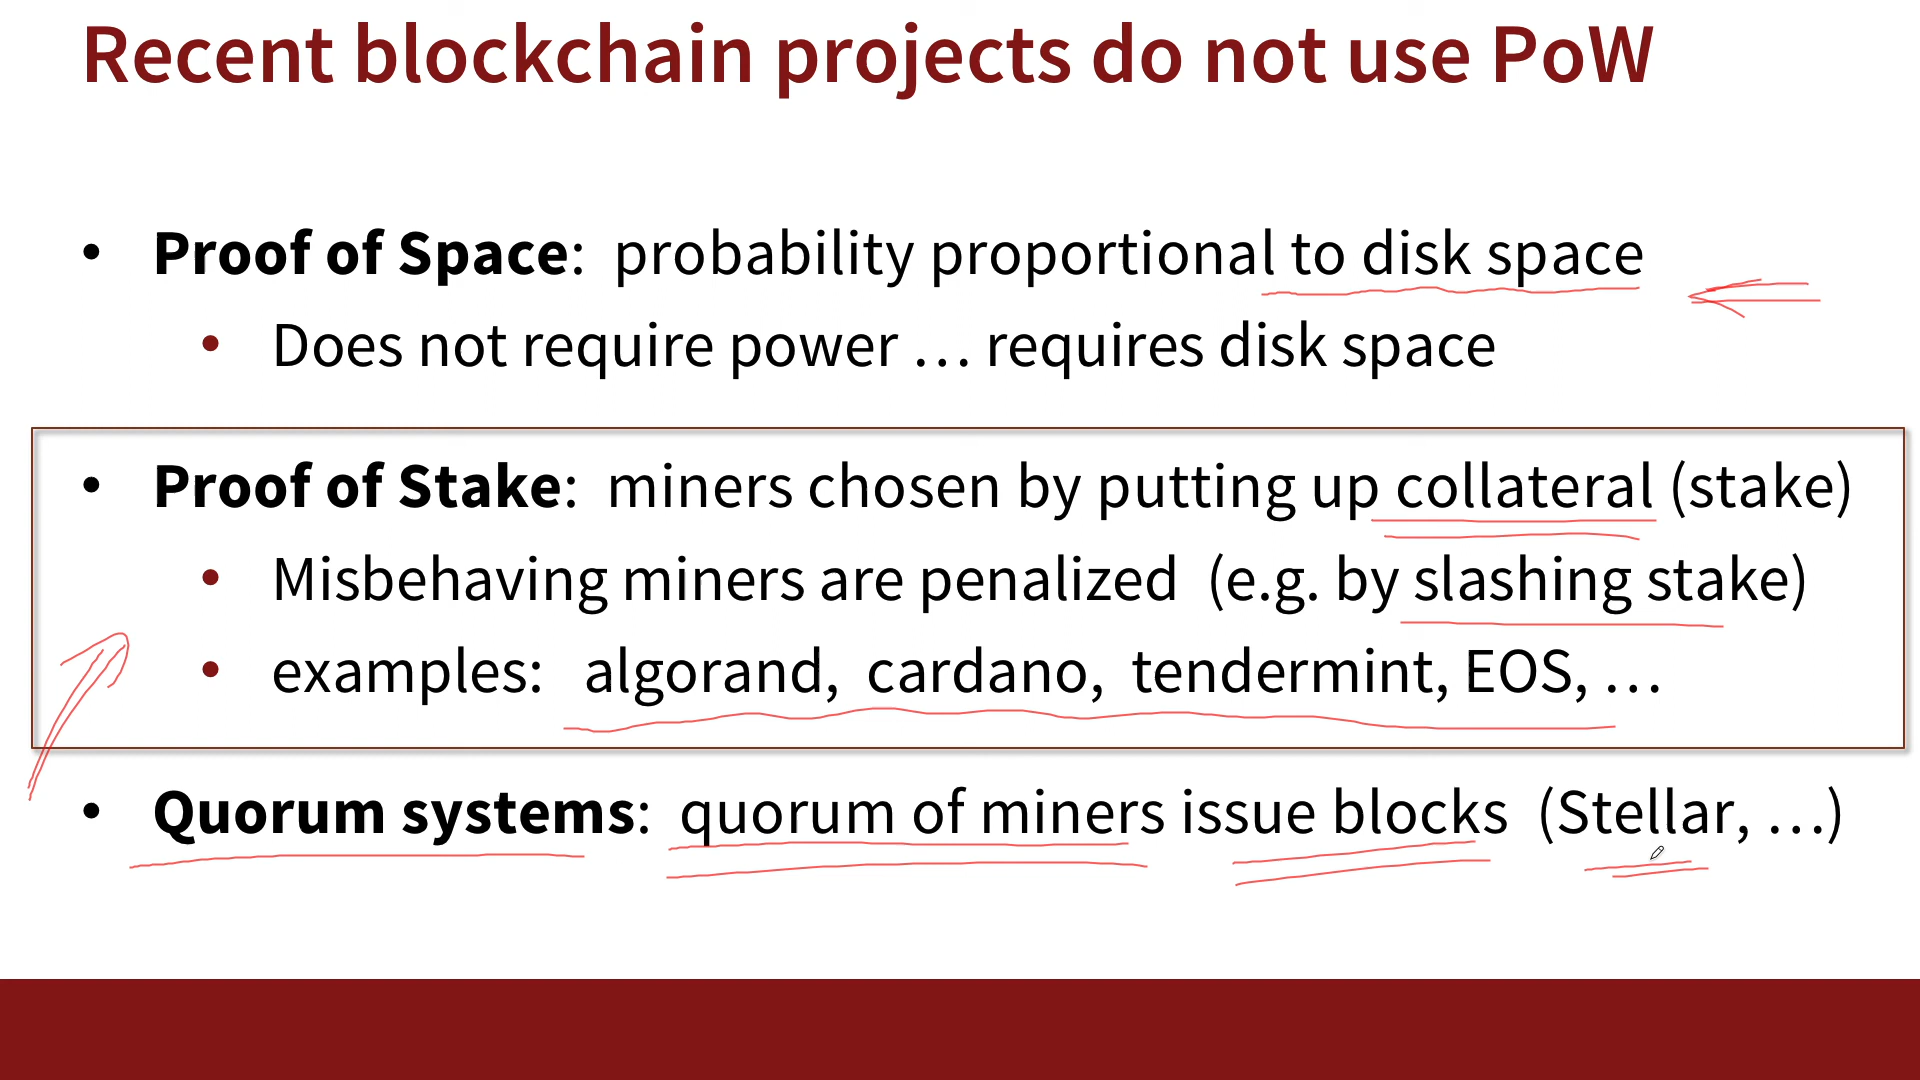 Recent blockchain projects do not use PoW
• Proof of Space: probability proportional to disk space
• Does not require power … requires disk space
• Proof of Stake: miners chosen by putting up collateral (stake)
• Misbehaving miners are penalized (e.g. by slashing stake)
• examples: algorand, cardano, tendermint, EOS, …
• Quorum systems: quorum of miners issue blocks (Stellar, …)